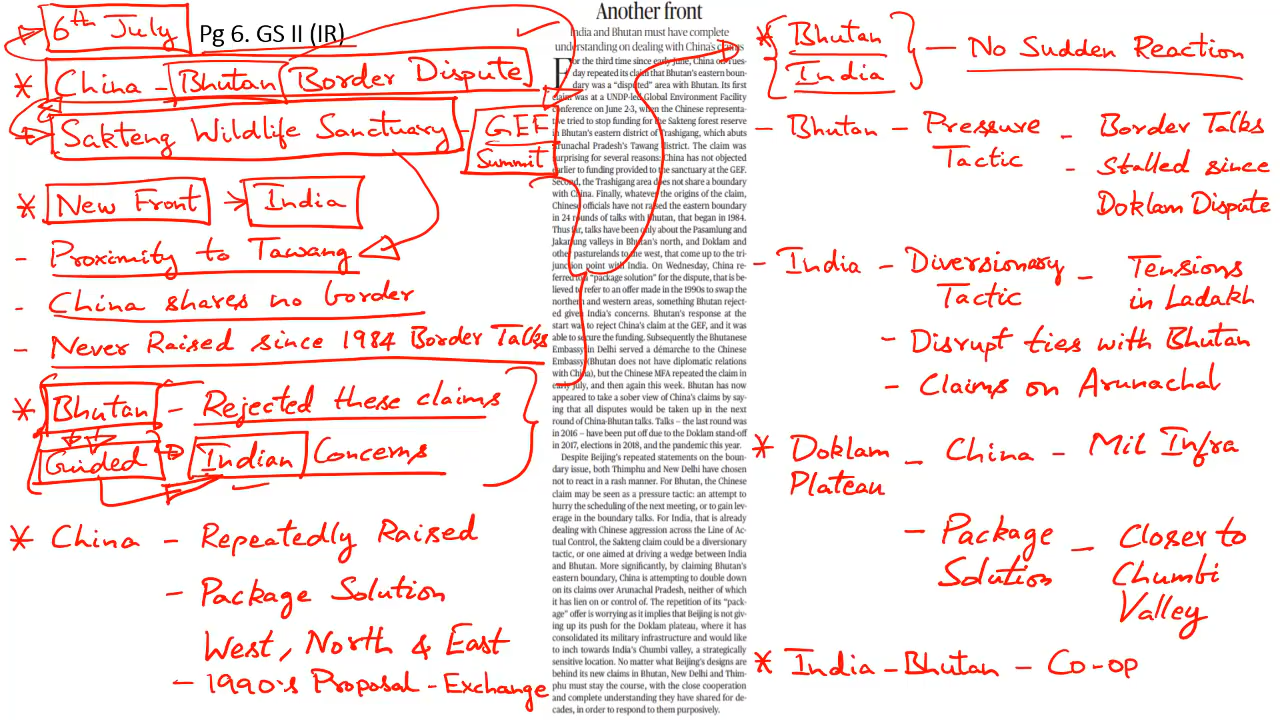 6th July
Pg 6. GS II (IR)
* China - Bhutan Border Dispute
Sakteng Wildlife Sanctuary - GEF Summit
* New Front → India
- Proximity to Tawang
- China shares no border
- Never Raised since 1984 Border Talks
* Bhutan - Rejected these claims
Guided → Indian Concerns
* China - Repeatedly Raised
- Package Solution
West, North & East
- 1990's Proposal - Exchange
Another front
India and Bhutan must have complete
understanding on dealing with China's claims
For the third time since early June, China on Tues-
day repeated its claim that Bhutan's eastern boun-
dary was a "disputed" area with Bhutan. Its first
claim was at a UNDP-led Global Environment Facility
conference on June 2-3, when the Chinese representa-
tive tried to stop funding for the Sakteng forest reserve
in Bhutan's eastern district of Trashigang, which abuts
Arunachal Pradesh's Tawang district. The claim was
surprising for several reasons: China has not objected
earlier to funding provided to the sanctuary at the GEF.
Second, the Trashigang area does not share a boundary
with China. Finally, whatever the origins of the claim,
Chinese officials have not raised the eastern boundary
in 24 rounds of talks with Bhutan, that began in 1984.
Thus far, talks have been only about the Pasamlung and
Jakarlung valleys in Bhutan's north, and Doklam and
other pasturelands to the west, that come up to the tri-
junction point with India. On Wednesday, China re-
ferred to a "package solution" for the dispute, that is be-
lieved to refer to an offer made in the 1990s to swap the
northern and western areas, something Bhutan reject-
ed given India's concerns. Bhutan's response at the
start was to reject China's claim at the GEF, and it was
able to secure the funding. Subsequently the Bhutanese
Embassy in Delhi served a démarche to the Chinese
Embassy (Bhutan does not have diplomatic relations
with China), but the Chinese MFA repeated the claim in
early July, and then again this week. Bhutan has now
appeared to take a sober view of China's claims by say-
ing that all disputes would be taken up in the next
round of China-Bhutan talks. Talks – the last round was
in 2016 – have been put off due to the Doklam stand-off
in 2017, elections in 2018, and the pandemic this year.
Despite Beijing's repeated statements on the boun-
dary issue, both Thimphu and New Delhi have chosen
not to react in a rash manner. For Bhutan, the Chinese
claim may be seen as a pressure tactic: an attempt to
hurry the scheduling of the next meeting, or to gain lev-
erage in the boundary talks. For India, that is already
dealing with Chinese aggression across the Line of Ac-
tual Control, the Sakteng claim could be a diversionary
tactic, or one aimed at driving a wedge between India
and Bhutan. More significantly, by claiming Bhutan's
eastern boundary, China is attempting to double down
on its claims over Arunachal Pradesh, neither of which
it has lien on or control of. The repetition of its "pack-
age" offer is worrying as it implies that Beijing is not giv-
ing up its push for the Doklam plateau, where it has
consolidated its military infrastructure and would like
to inch towards India's Chumbi valley, a strategically
sensitive location. No matter what Beijing's designs are
behind its new claims in Bhutan, New Delhi and Thim-
phu must stay the course, with the close cooperation
and complete understanding they have shared for de-
cades, in order to respond to them purposively.
* Bhutan
India
- No Sudden Reaction
- Bhutan - Pressure Tactic - Border Talks
- Stalled since
Doklam Dispute
- India - Diversionary Tactic - Tensions
in Ladakh
- Disrupt ties with Bhutan
- Claims on Arunachal
* Doklam Plateau - China - Mil Infra
- Package Solution - Closer to
Chumbi
Valley
* India - Bhutan - Co-op